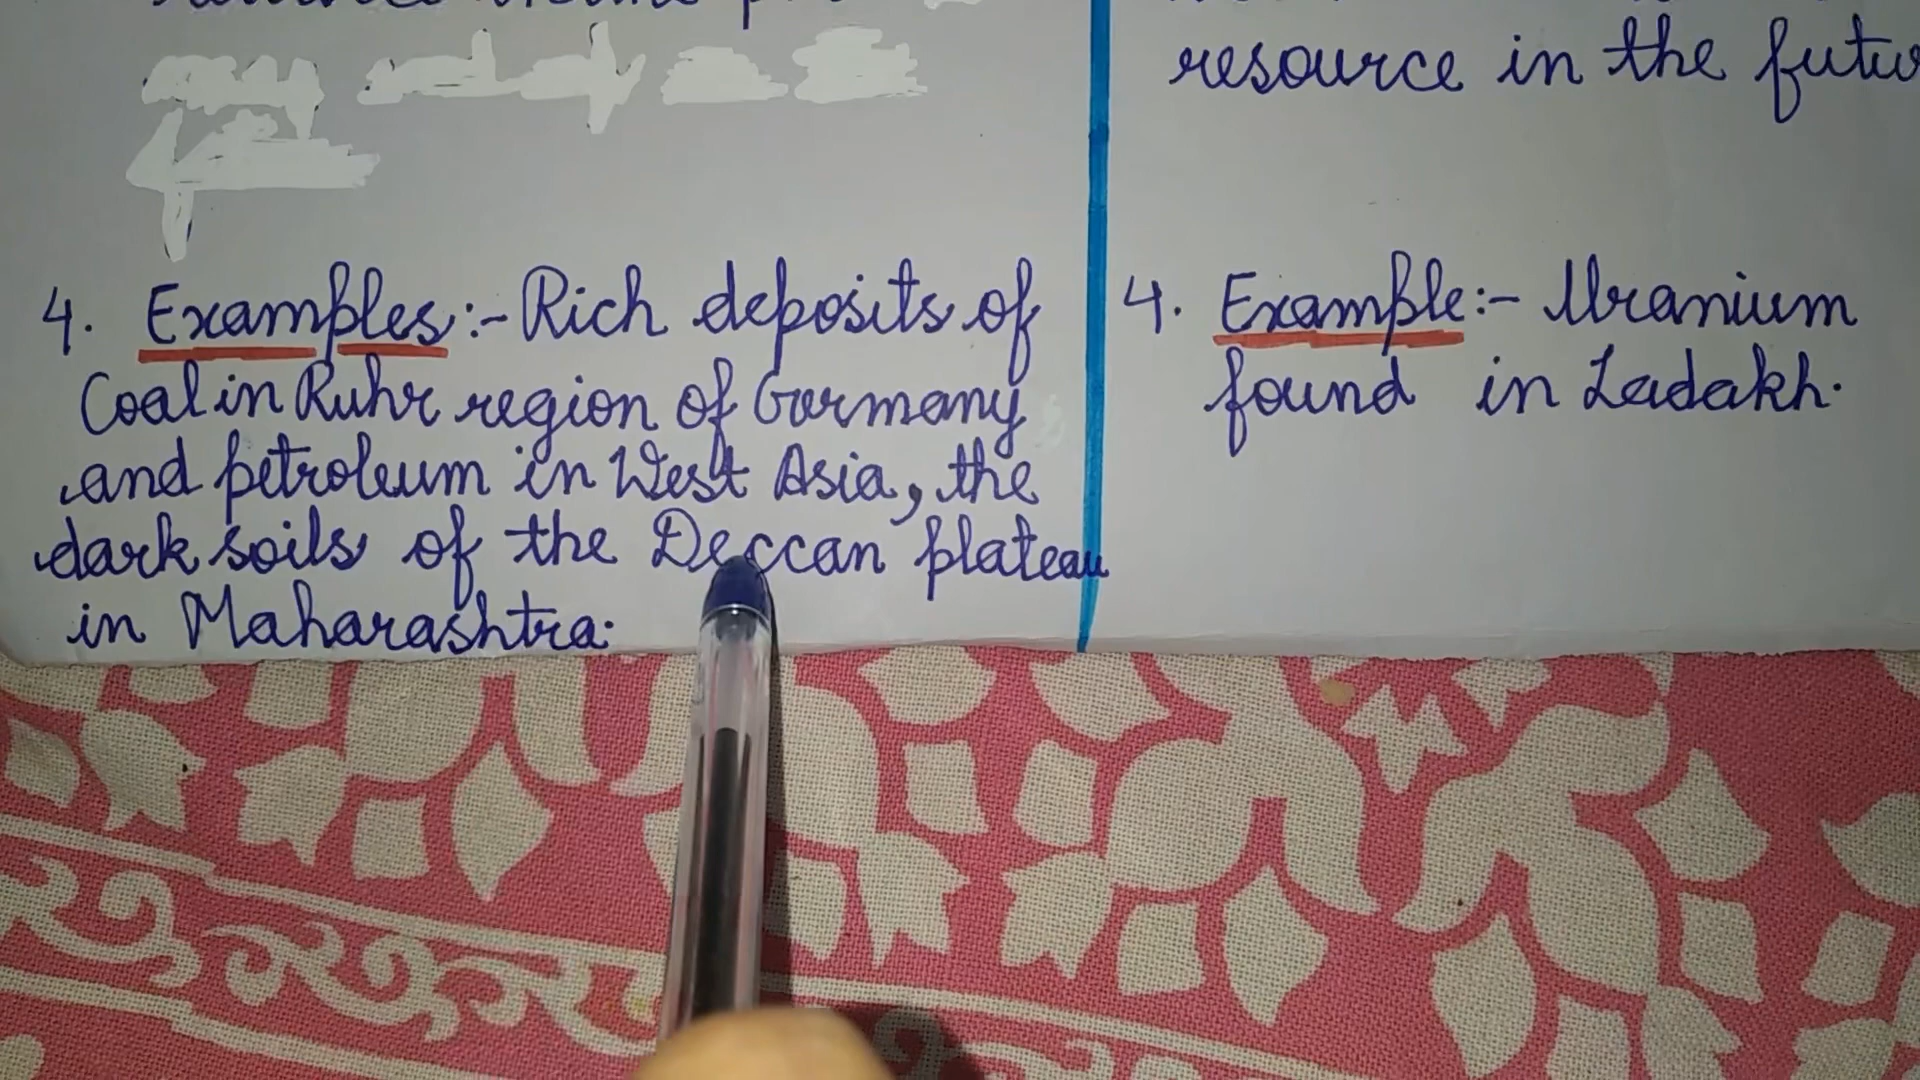 resource in the
4. Examples:- Rich deposits of
Coal in Ruhr region of Germany
and petroleum in West Asia, the
dark soils of the Deccan plateau
in Maharashtra.
4. Example:- Uranium
found in Ladakh.